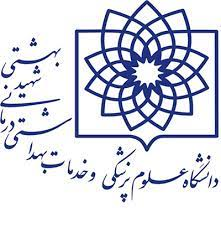 دانشگاه علوم پزشکی و خدمات بهداشتی درمانی شهید بهشتی